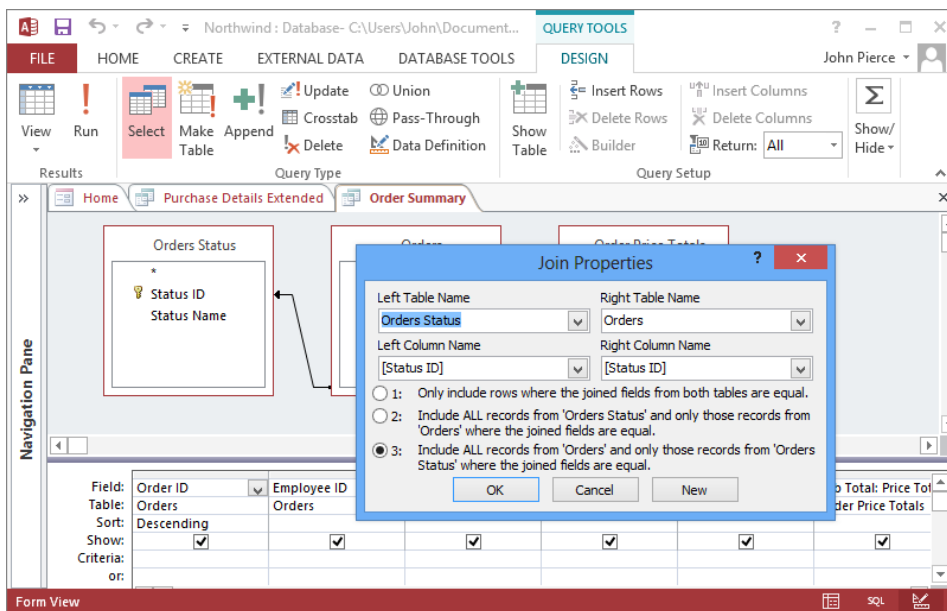 Northwind : Database- C:\Users\John\Document...
QUERY TOOLS
?
FILE
HOME
CREATE
EXTERNAL DATA
DATABASE TOOLS
DESIGN
John Pierce
View
Run
Select
Make
Table
Append
Update
Crosstab
Delete
Union
Pass-Through
Data Definition
Show
Table
Insert Rows
Delete Rows
Builder
Insert Columns
Delete Columns
Return: All
Σ
Show/
Hide
Results
Query Type
Query Setup
Home
Purchase Details Extended
Order Summary
Navigation Pane
Orders Status
*
Status ID
Status Name
Join Properties
?
Left Table Name
Right Table Name
Orders Status
Orders
Left Column Name
Right Column Name
[Status ID]
[Status ID]
1: Only include rows where the joined fields from both tables are equal.
2: Include ALL records from 'Orders Status' and only those records from
'Orders' where the joined fields are equal.
3: Include ALL records from 'Orders' and only those records from 'Orders
Status' where the joined fields are equal.
OK
Cancel
New
Field: Order ID Employee ID Total: Price Tot
Table: Orders Orders der Price Totals
Sort: Descending
Show:
Criteria:
or:
Form View
SQL